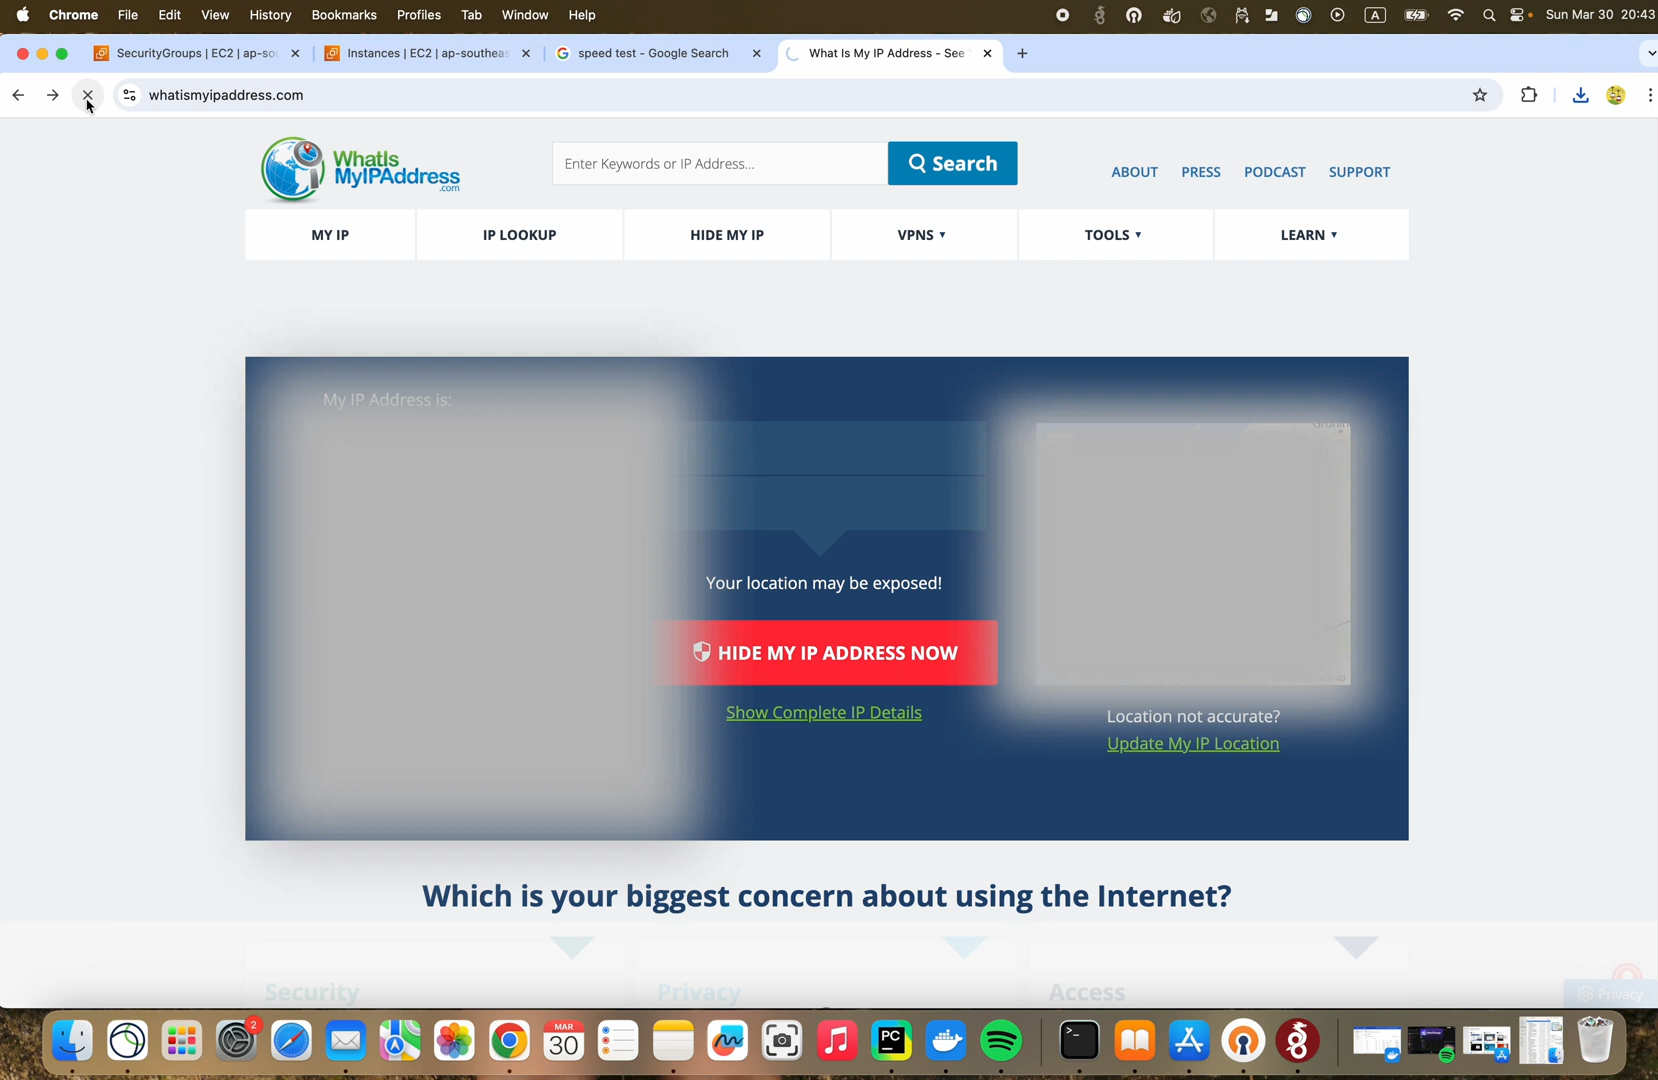 Chrome File Edit View History Bookmarks Profiles Tab Window Help A Sun Mar 30 20:43
SecurityGroups | EC2 | ap-so Instances | EC2 | ap-southeas speed test - Google Search What Is My IP Address - See
whatismyipaddress.com
WhatIs
MyIPAddress
.com
Enter Keywords or IP Address...
Search
ABOUT PRESS PODCAST SUPPORT
MY IP IP LOOKUP HIDE MY IP VPNS TOOLS LEARN
My IP Address is:
Your location may be exposed!
HIDE MY IP ADDRESS NOW
Show Complete IP Details
Map
Location not accurate?
Update My IP Location
Which is your biggest concern about using the Internet?
Security Privacy Access
Privacy
2
MAR
30
PC